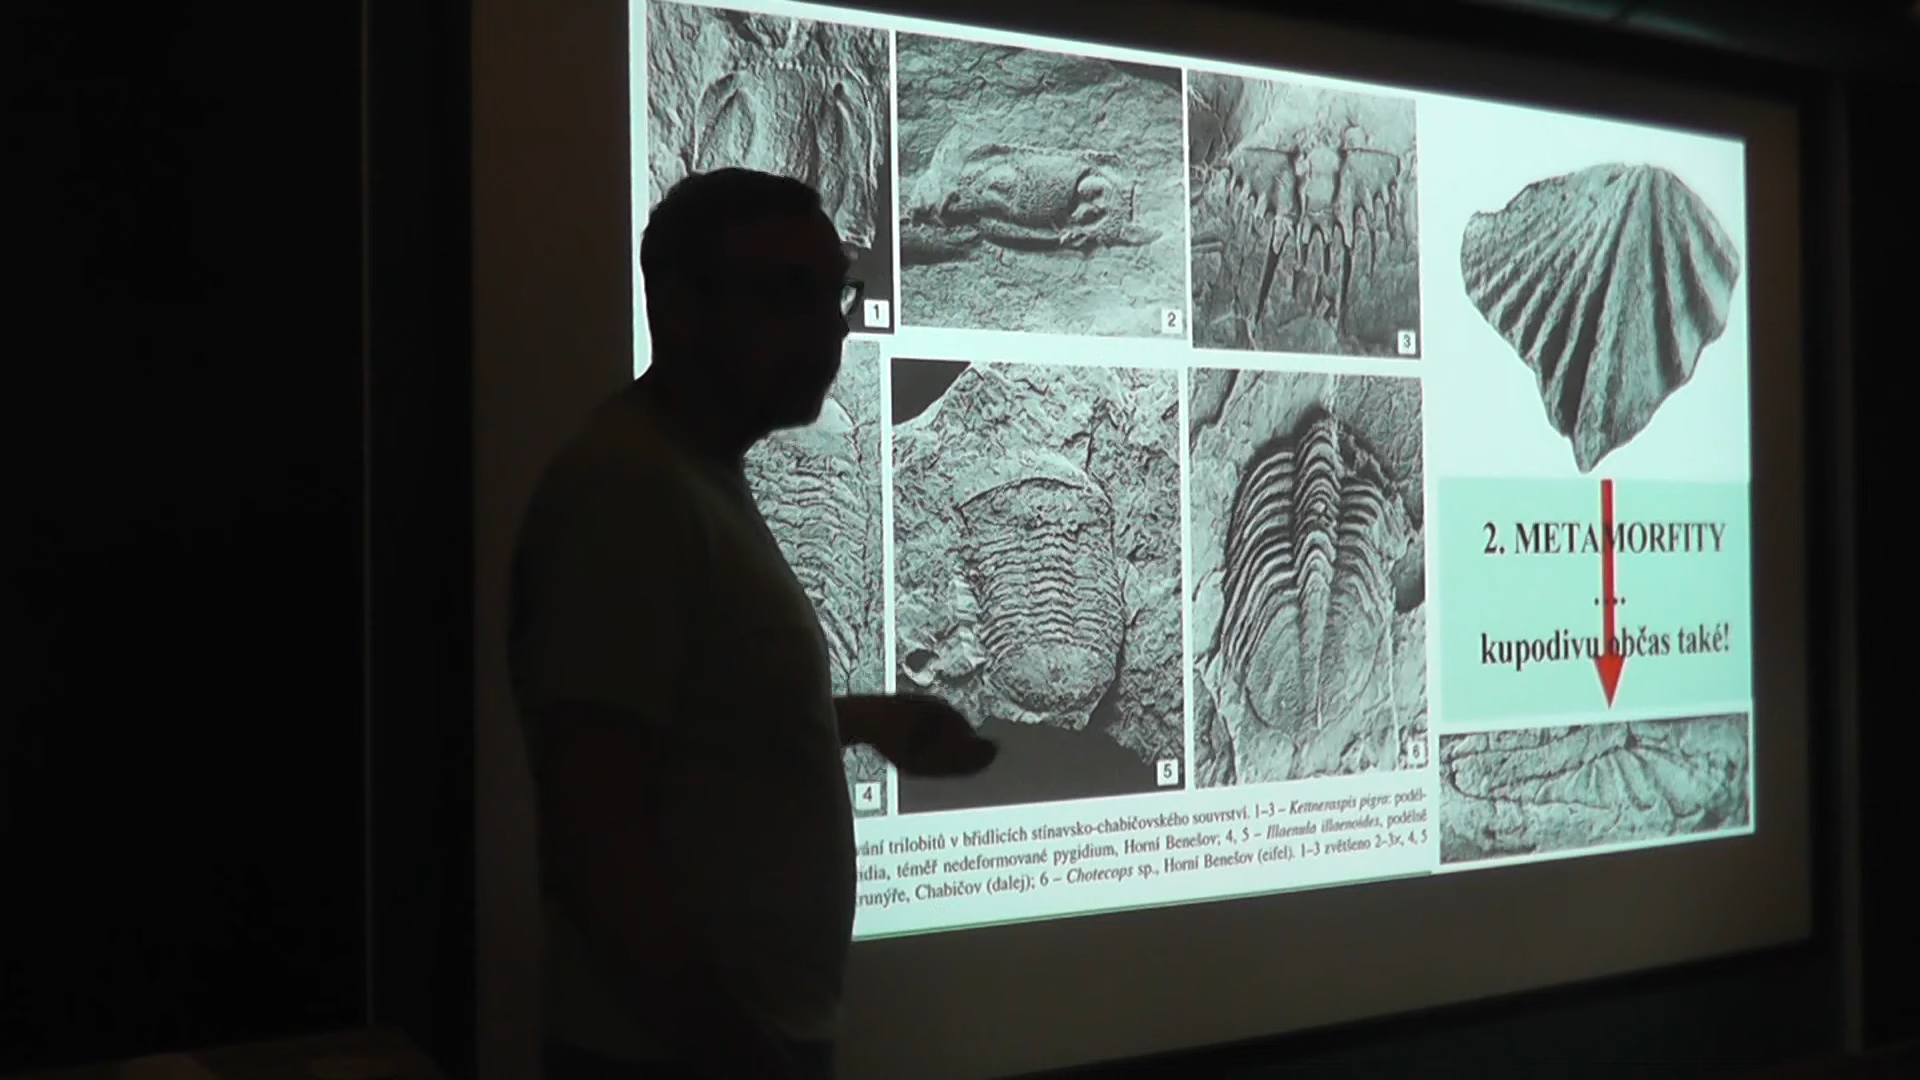 1
2
3
4
5
6
vání trilobitů v břidlicích stínavsko-chabičovského souvrství. 1–3 – Kettneraspis pigra: podél-
idia, téměř nedeformované pygidium, Horní Benešov; 4, 5 – Illaenula illaenoides, podélně
runýře, Chabičov (dalej); 6 – Chotecops sp., Horní Benešov (eifel). 1–3 zvětšeno 2–3x, 4, 5
2. METAMORFITY
....
kupodivu občas také!